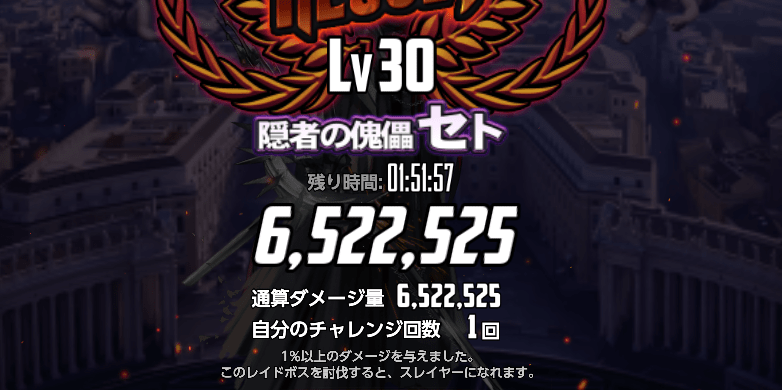 Lv30
隠者の傀儡 セト
残り時間: 01:51:57
6,522,525
通算ダメージ量 6,522,525
自分のチャレンジ回数 1回
1%以上のダメージを与えました。
このレイドボスを討伐すると、スレイヤーになれます。